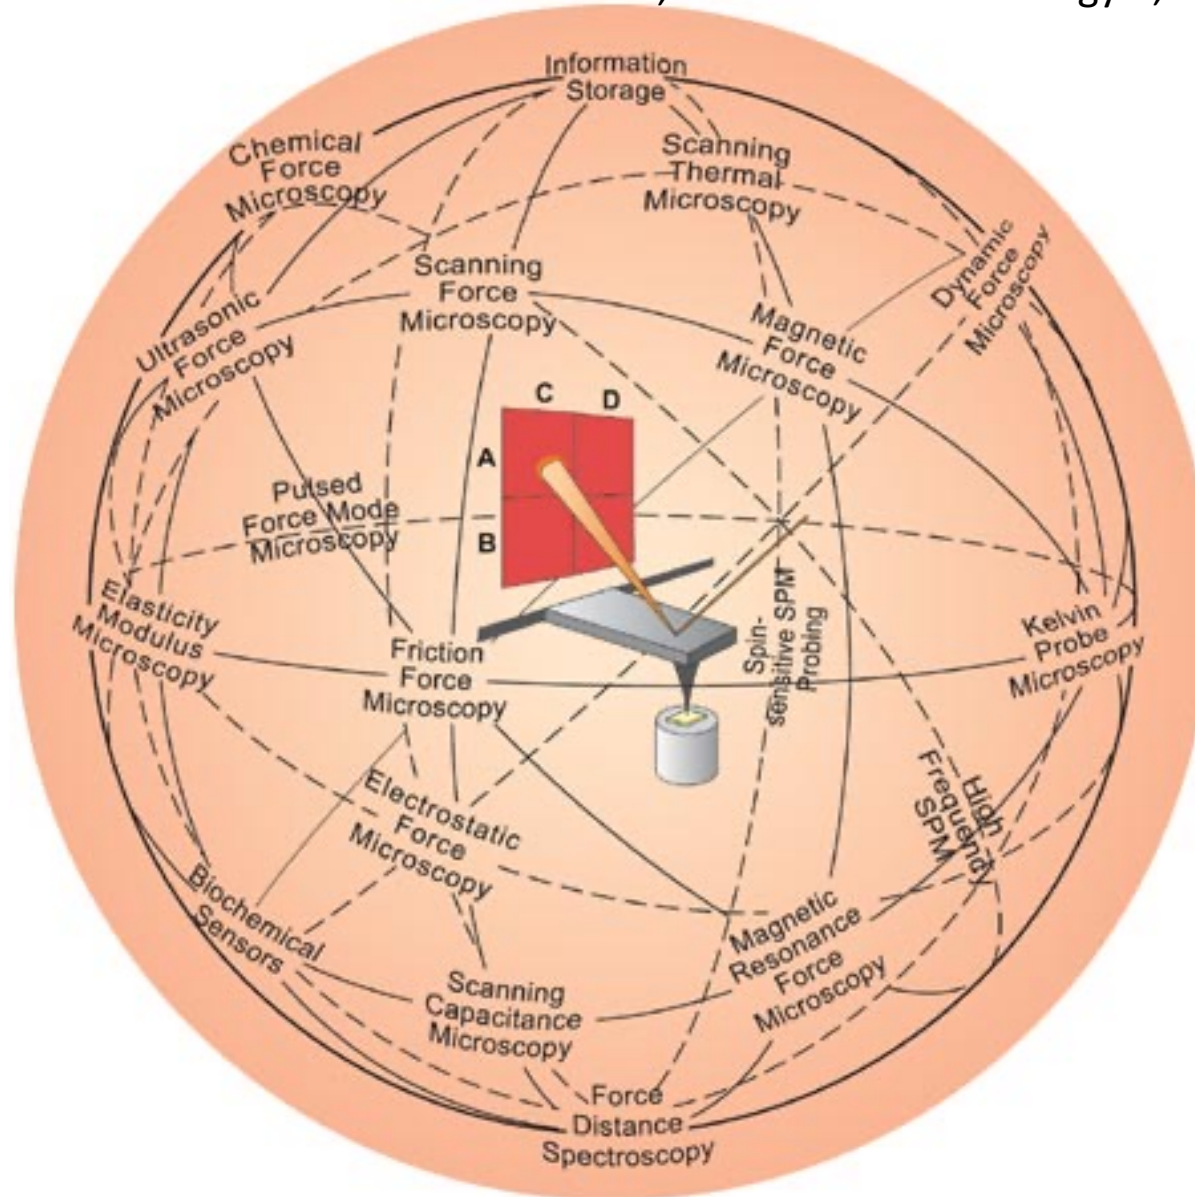 Information
Storage
Chemical
Force
Microscopy
Scanning
Thermal
Microscopy
Dynamic
Force
Microscopy
Scanning
Force
Microscopy
Ultrasonic
Force
Microscopy
Magnetic
Force
Microscopy
C
D
A
B
Pulsed
Force Mode
Microscopy
Elasticity
Modulus
Microscopy
Friction
Force
Microscopy
Spin-
sensitive SPM
Probing
Kelvin
Probe
Microscopy
Electrostatic
Force
Microscopy
High
Frequency
SPM
Biochemical
Sensors
Magnetic
Resonance
Force
Microscopy
Scanning
Capacitance
Microscopy
Force
Distance
Spectroscopy